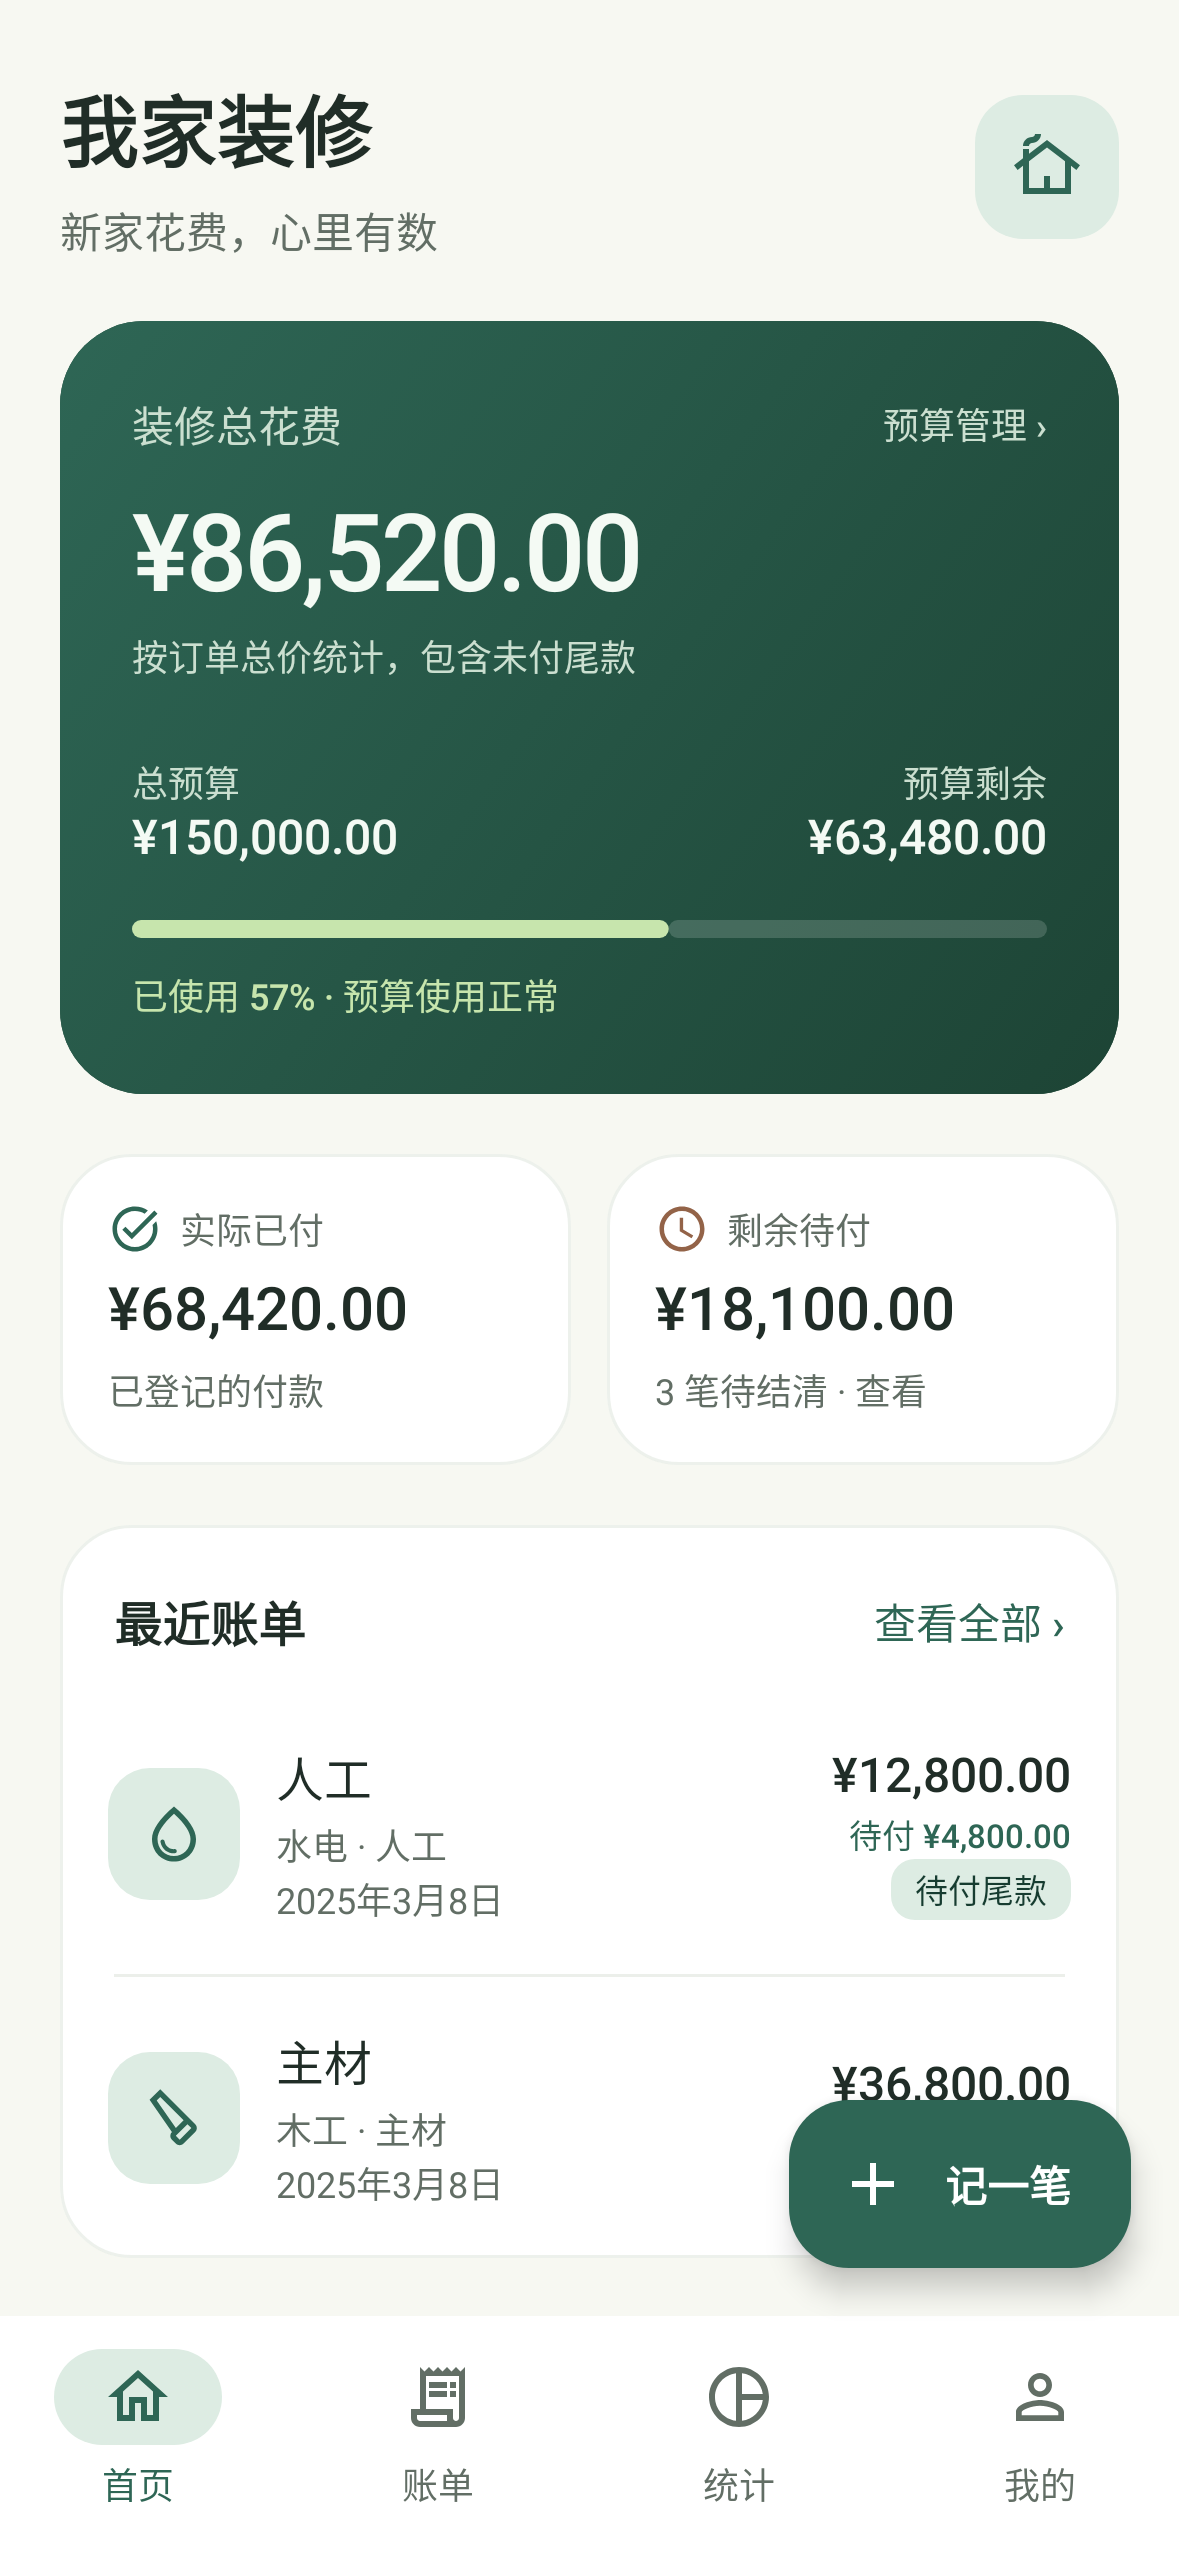 我家装修
新家花费，心里有数
装修总花费
预算管理 ›
¥86,520.00
按订单总价统计，包含未付尾款
总预算
预算剩余
¥150,000.00
¥63,480.00
已使用 57% · 预算使用正常
实际已付
¥68,420.00
已登记的付款
剩余待付
¥18,100.00
3 笔待结清 · 查看
最近账单
查看全部 ›
人工
水电 · 人工
2025年3月8日
¥12,800.00
待付 ¥4,800.00
待付尾款
主材
木工 · 主材
2025年3月8日
¥36,800.00
记一笔
首页
账单
统计
我的